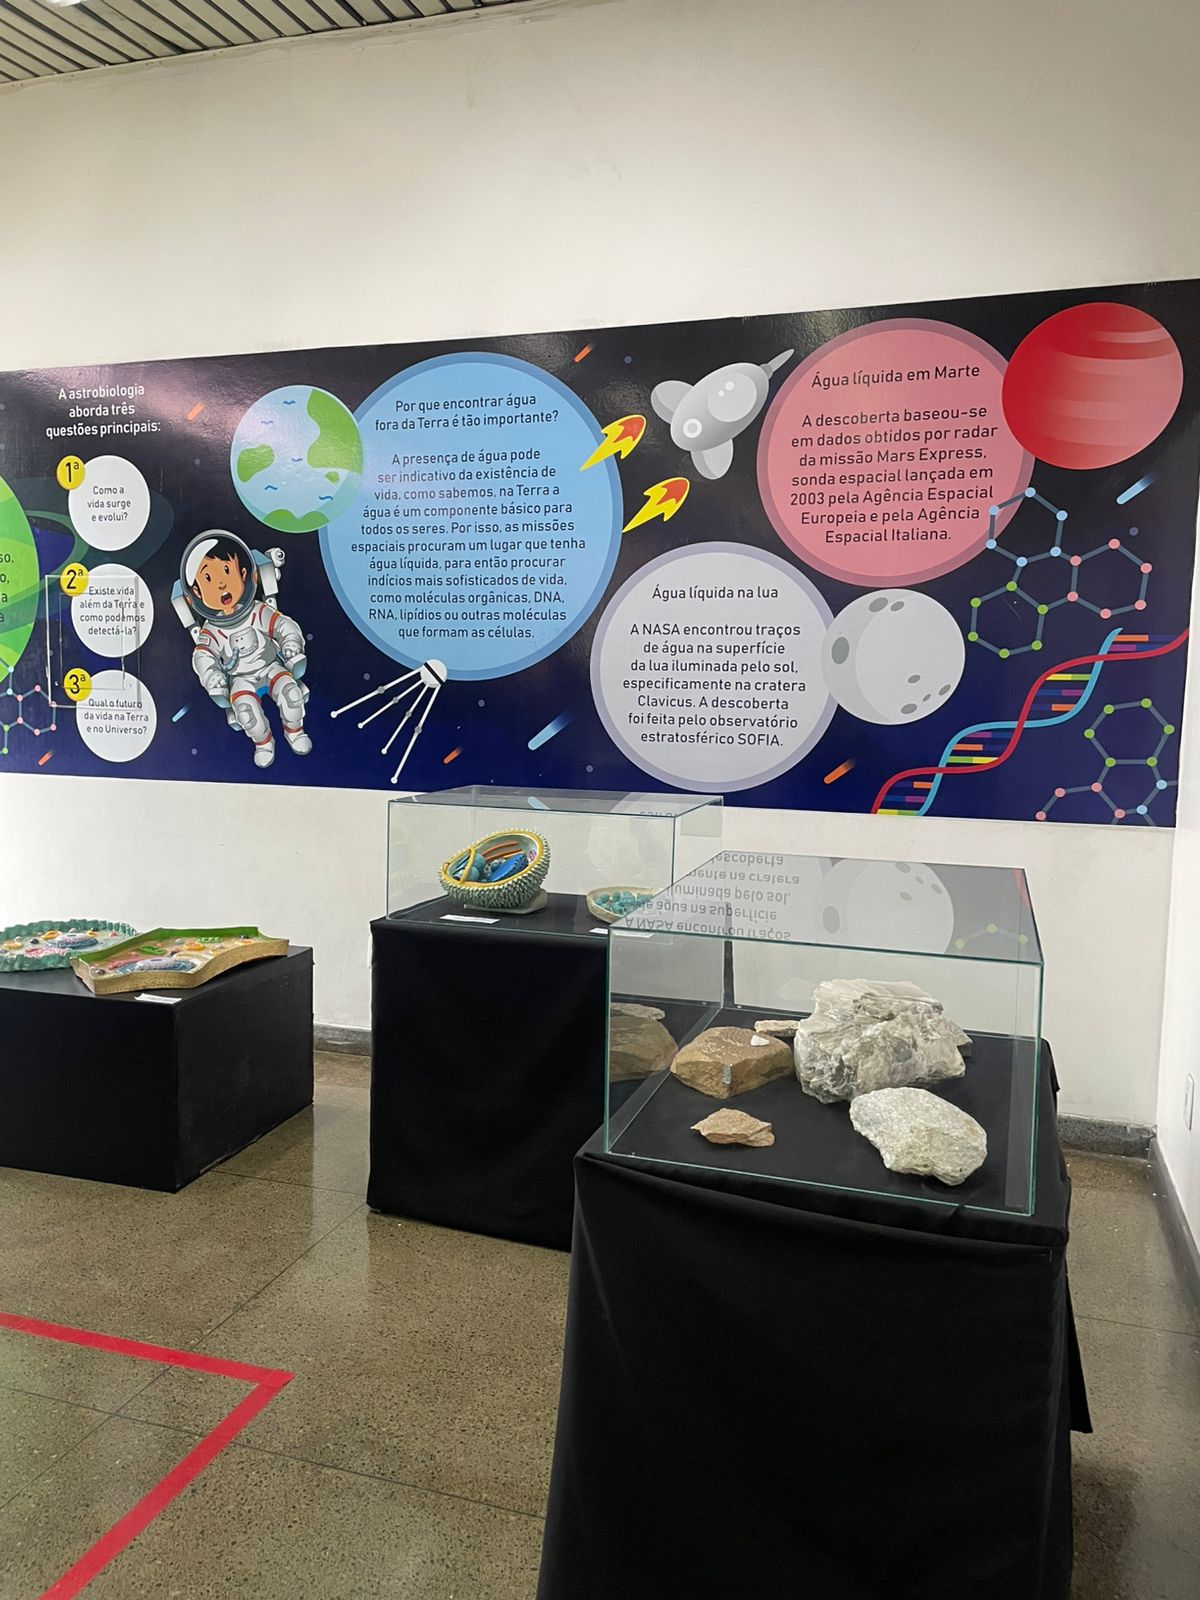 A astrobiologia
aborda três
questões principais:
1ª
Como a
vida surge
e evolui?
2ª
Existe vida
além da Terra e
como podemos
detectá-la?
3ª
Qual o futuro
da vida na Terra
e no Universo?
Por que encontrar água
fora da Terra é tão importante?
A presença de água pode
ser indicativo da existência de
vida, como sabemos, na Terra a
água é um componente básico para
todos os seres. Por isso, as missões
espaciais procuram um lugar que tenha
água líquida, para então procurar
indícios mais sofisticados de vida,
como moléculas orgânicas, DNA,
RNA, lipídios ou outras moléculas
que formam as células.
Água líquida na lua
A NASA encontrou traços
de água na superfície
da lua iluminada pelo sol,
especificamente na cratera
Clavicus. A descoberta
foi feita pelo observatório
estratosférico SOFIA.
Água líquida em Marte
A descoberta baseou-se
em dados obtidos por radar
da missão Mars Express,
sonda espacial lançada em
2003 pela Agência Espacial
Europeia e pela Agência
Espacial Italiana.